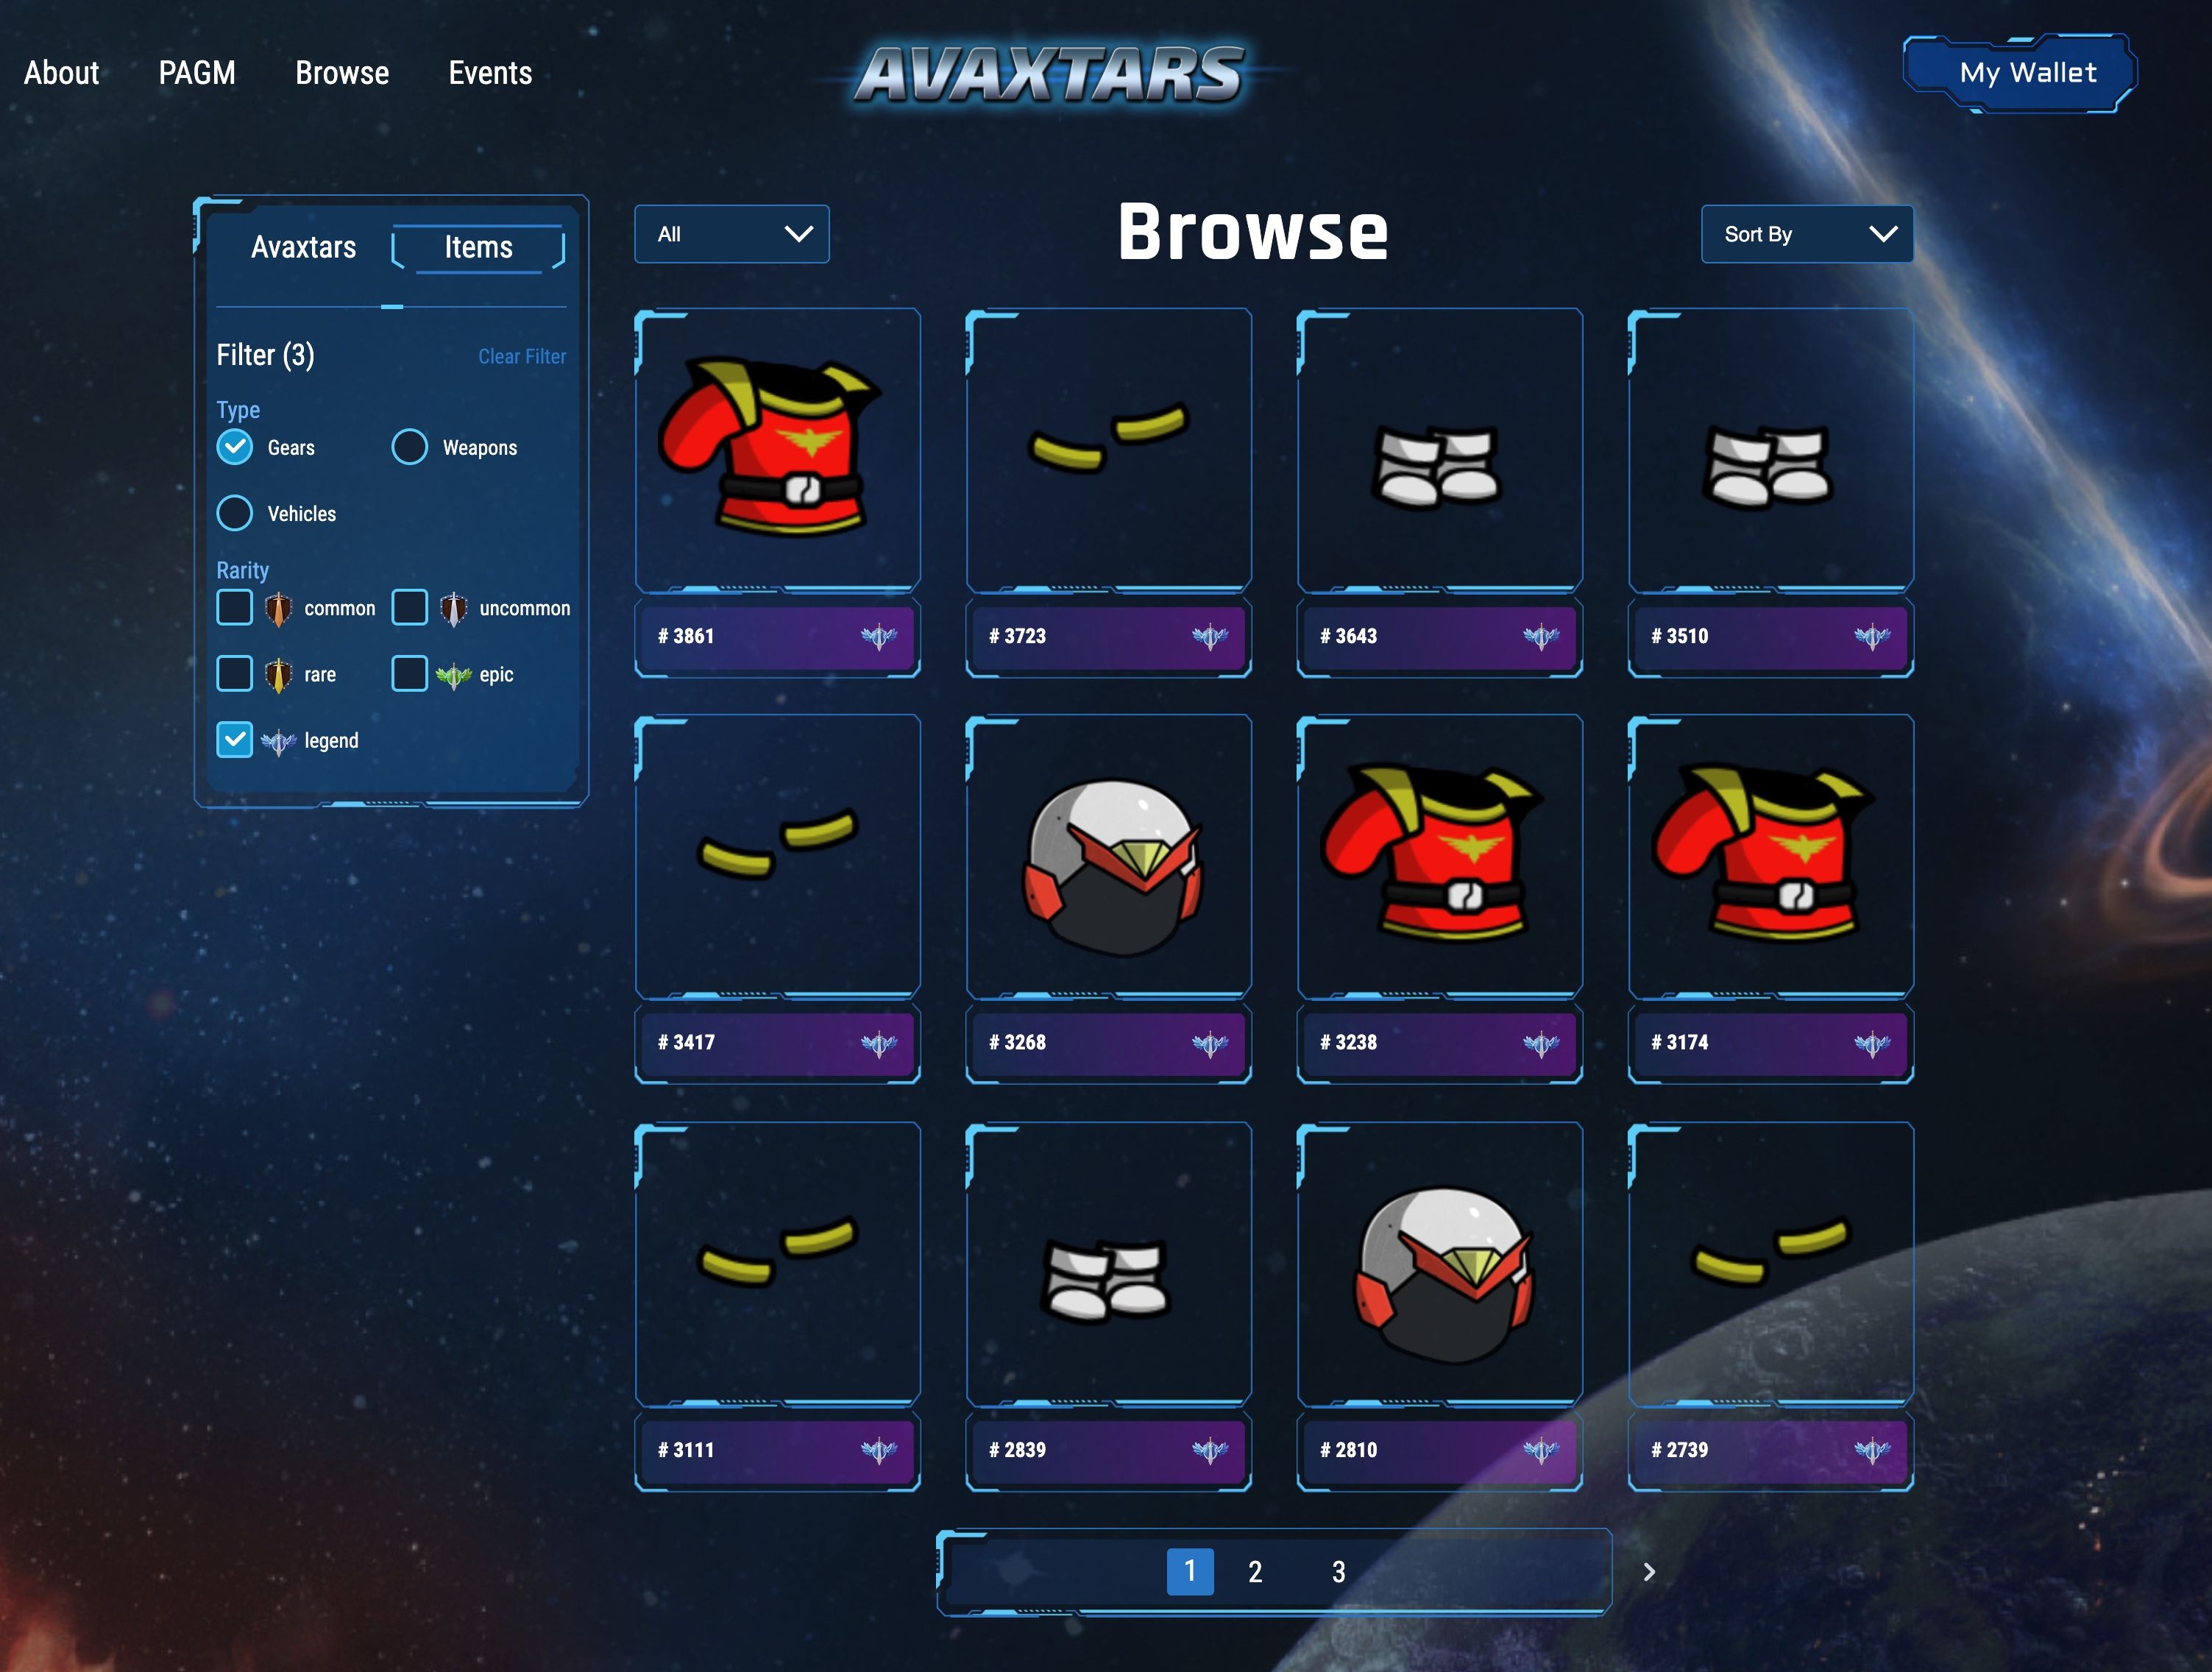 About PAGM Browse Events
AVAXTARS
My Wallet
Avaxtars Items
Filter (3) Clear Filter
Type
Gears Weapons
Vehicles
Rarity
common uncommon
rare epic
legend
All
Browse
Sort By
# 3861 # 3723 # 3643 # 3510
# 3417 # 3268 # 3238 # 3174
# 3111 # 2839 # 2810 # 2739
1 2 3